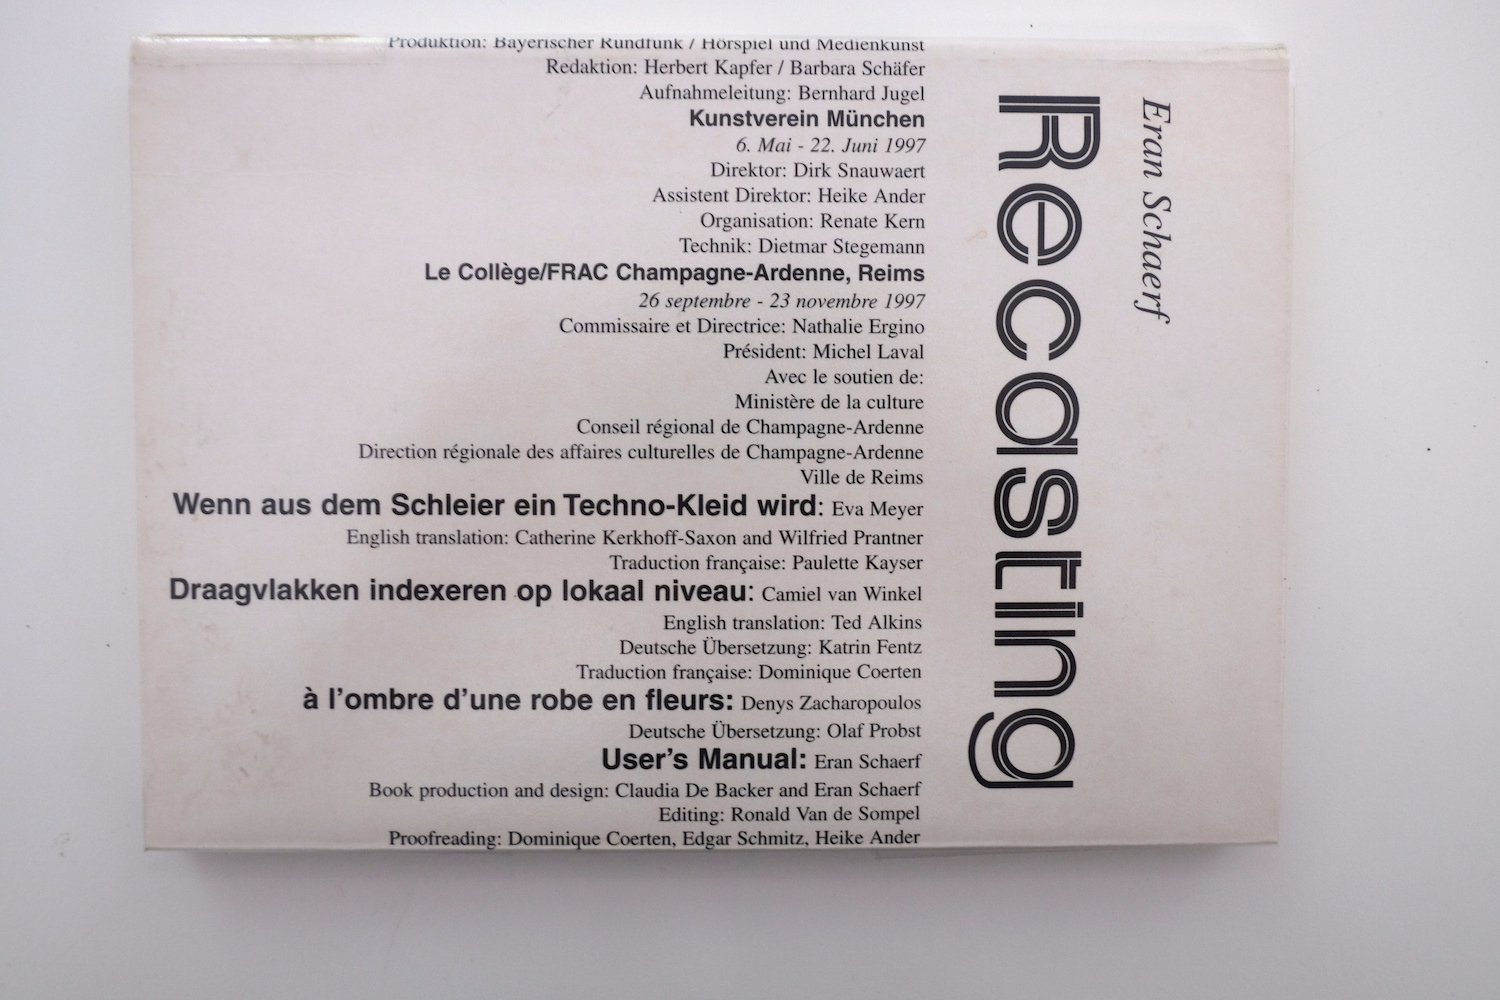 Produktion: Bayerischer Rundfunk / Hörspiel und Medienkunst
Redaktion: Herbert Kapfer / Barbara Schäfer
Aufnahmeleitung: Bernhard Jugel
Kunstverein München
6. Mai - 22. Juni 1997
Direktor: Dirk Snauwaert
Assistent Direktor: Heike Ander
Organisation: Renate Kern
Technik: Dietmar Stegemann
Le Collège/FRAC Champagne-Ardenne, Reims
26 septembre - 23 novembre 1997
Commissaire et Directrice: Nathalie Ergino
Président: Michel Laval
Avec le soutien de:
Ministère de la culture
Conseil régional de Champagne-Ardenne
Direction régionale des affaires culturelles de Champagne-Ardenne
Ville de Reims
Wenn aus dem Schleier ein Techno-Kleid wird: Eva Meyer
English translation: Catherine Kerkhoff-Saxon and Wilfried Prantner
Traduction française: Paulette Kayser
Draagvlakken indexeren op lokaal niveau: Camiel van Winkel
English translation: Ted Alkins
Deutsche Übersetzung: Katrin Fentz
Traduction française: Dominique Coerten
à l'ombre d'une robe en fleurs: Denys Zacharopoulos
Deutsche Übersetzung: Olaf Probst
User's Manual: Eran Schaerf
Book production and design: Claudia De Backer and Eran Schaerf
Editing: Ronald Van de Sompel
Proofreading: Dominique Coerten, Edgar Schmitz, Heike Ander
Eran Schaerf
Recasting